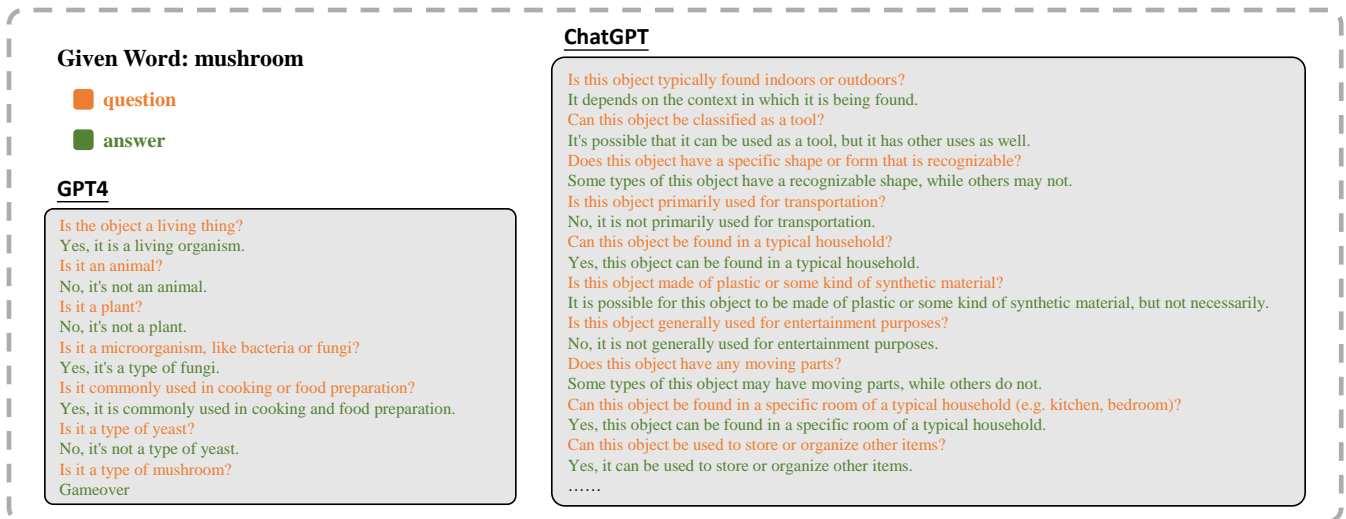 Given Word: mushroom
question
answer
GPT4
Is the object a living thing?
Yes, it is a living organism.
Is it an animal?
No, it's not an animal.
Is it a plant?
No, it's not a plant.
Is it a microorganism, like bacteria or fungi?
Yes, it's a type of fungi.
Is it commonly used in cooking or food preparation?
Yes, it is commonly used in cooking and food preparation.
Is it a type of yeast?
No, it's not a type of yeast.
Is it a type of mushroom?
Gameover
ChatGPT
Is this object typically found indoors or outdoors?
It depends on the context in which it is being found.
Can this object be classified as a tool?
It's possible that it can be used as a tool, but it has other uses as well.
Does this object have a specific shape or form that is recognizable?
Some types of this object have a recognizable shape, while others may not.
Is this object primarily used for transportation?
No, it is not primarily used for transportation.
Can this object be found in a typical household?
Yes, this object can be found in a typical household.
Is this object made of plastic or some kind of synthetic material?
It is possible for this object to be made of plastic or some kind of synthetic material, but not necessarily.
Is this object generally used for entertainment purposes?
No, it is not generally used for entertainment purposes.
Does this object have any moving parts?
Some types of this object may have moving parts, while others do not.
Can this object be found in a specific room of a typical household (e.g. kitchen, bedroom)?
Yes, this object can be found in a specific room of a typical household.
Can this object be used to store or organize other items?
Yes, it can be used to store or organize other items.
……